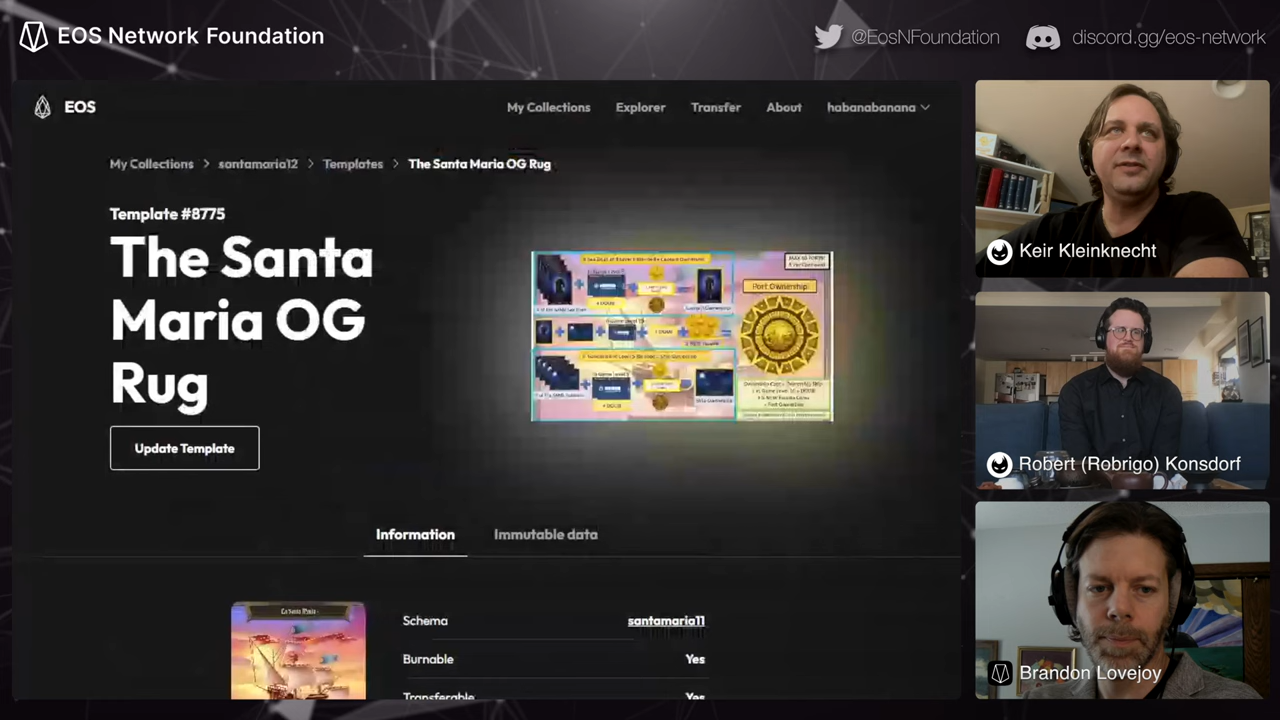 EOS Network Foundation
@EosNFoundation
discord.gg/eos-network
EOS
My Collections
Explorer
Transfer
About
habanabanana
My Collections > santamaria12 > Templates > The Santa Maria OG Rug
Template #8775
The Santa
Maria OG
Rug
Update Template
Port Ownership
Information
Immutable data
Schema
santamaria11
Burnable
Yes
Transferable
Yes
Keir Kleinknecht
Robert (Robrigo) Konsdorf
Brandon Lovejoy